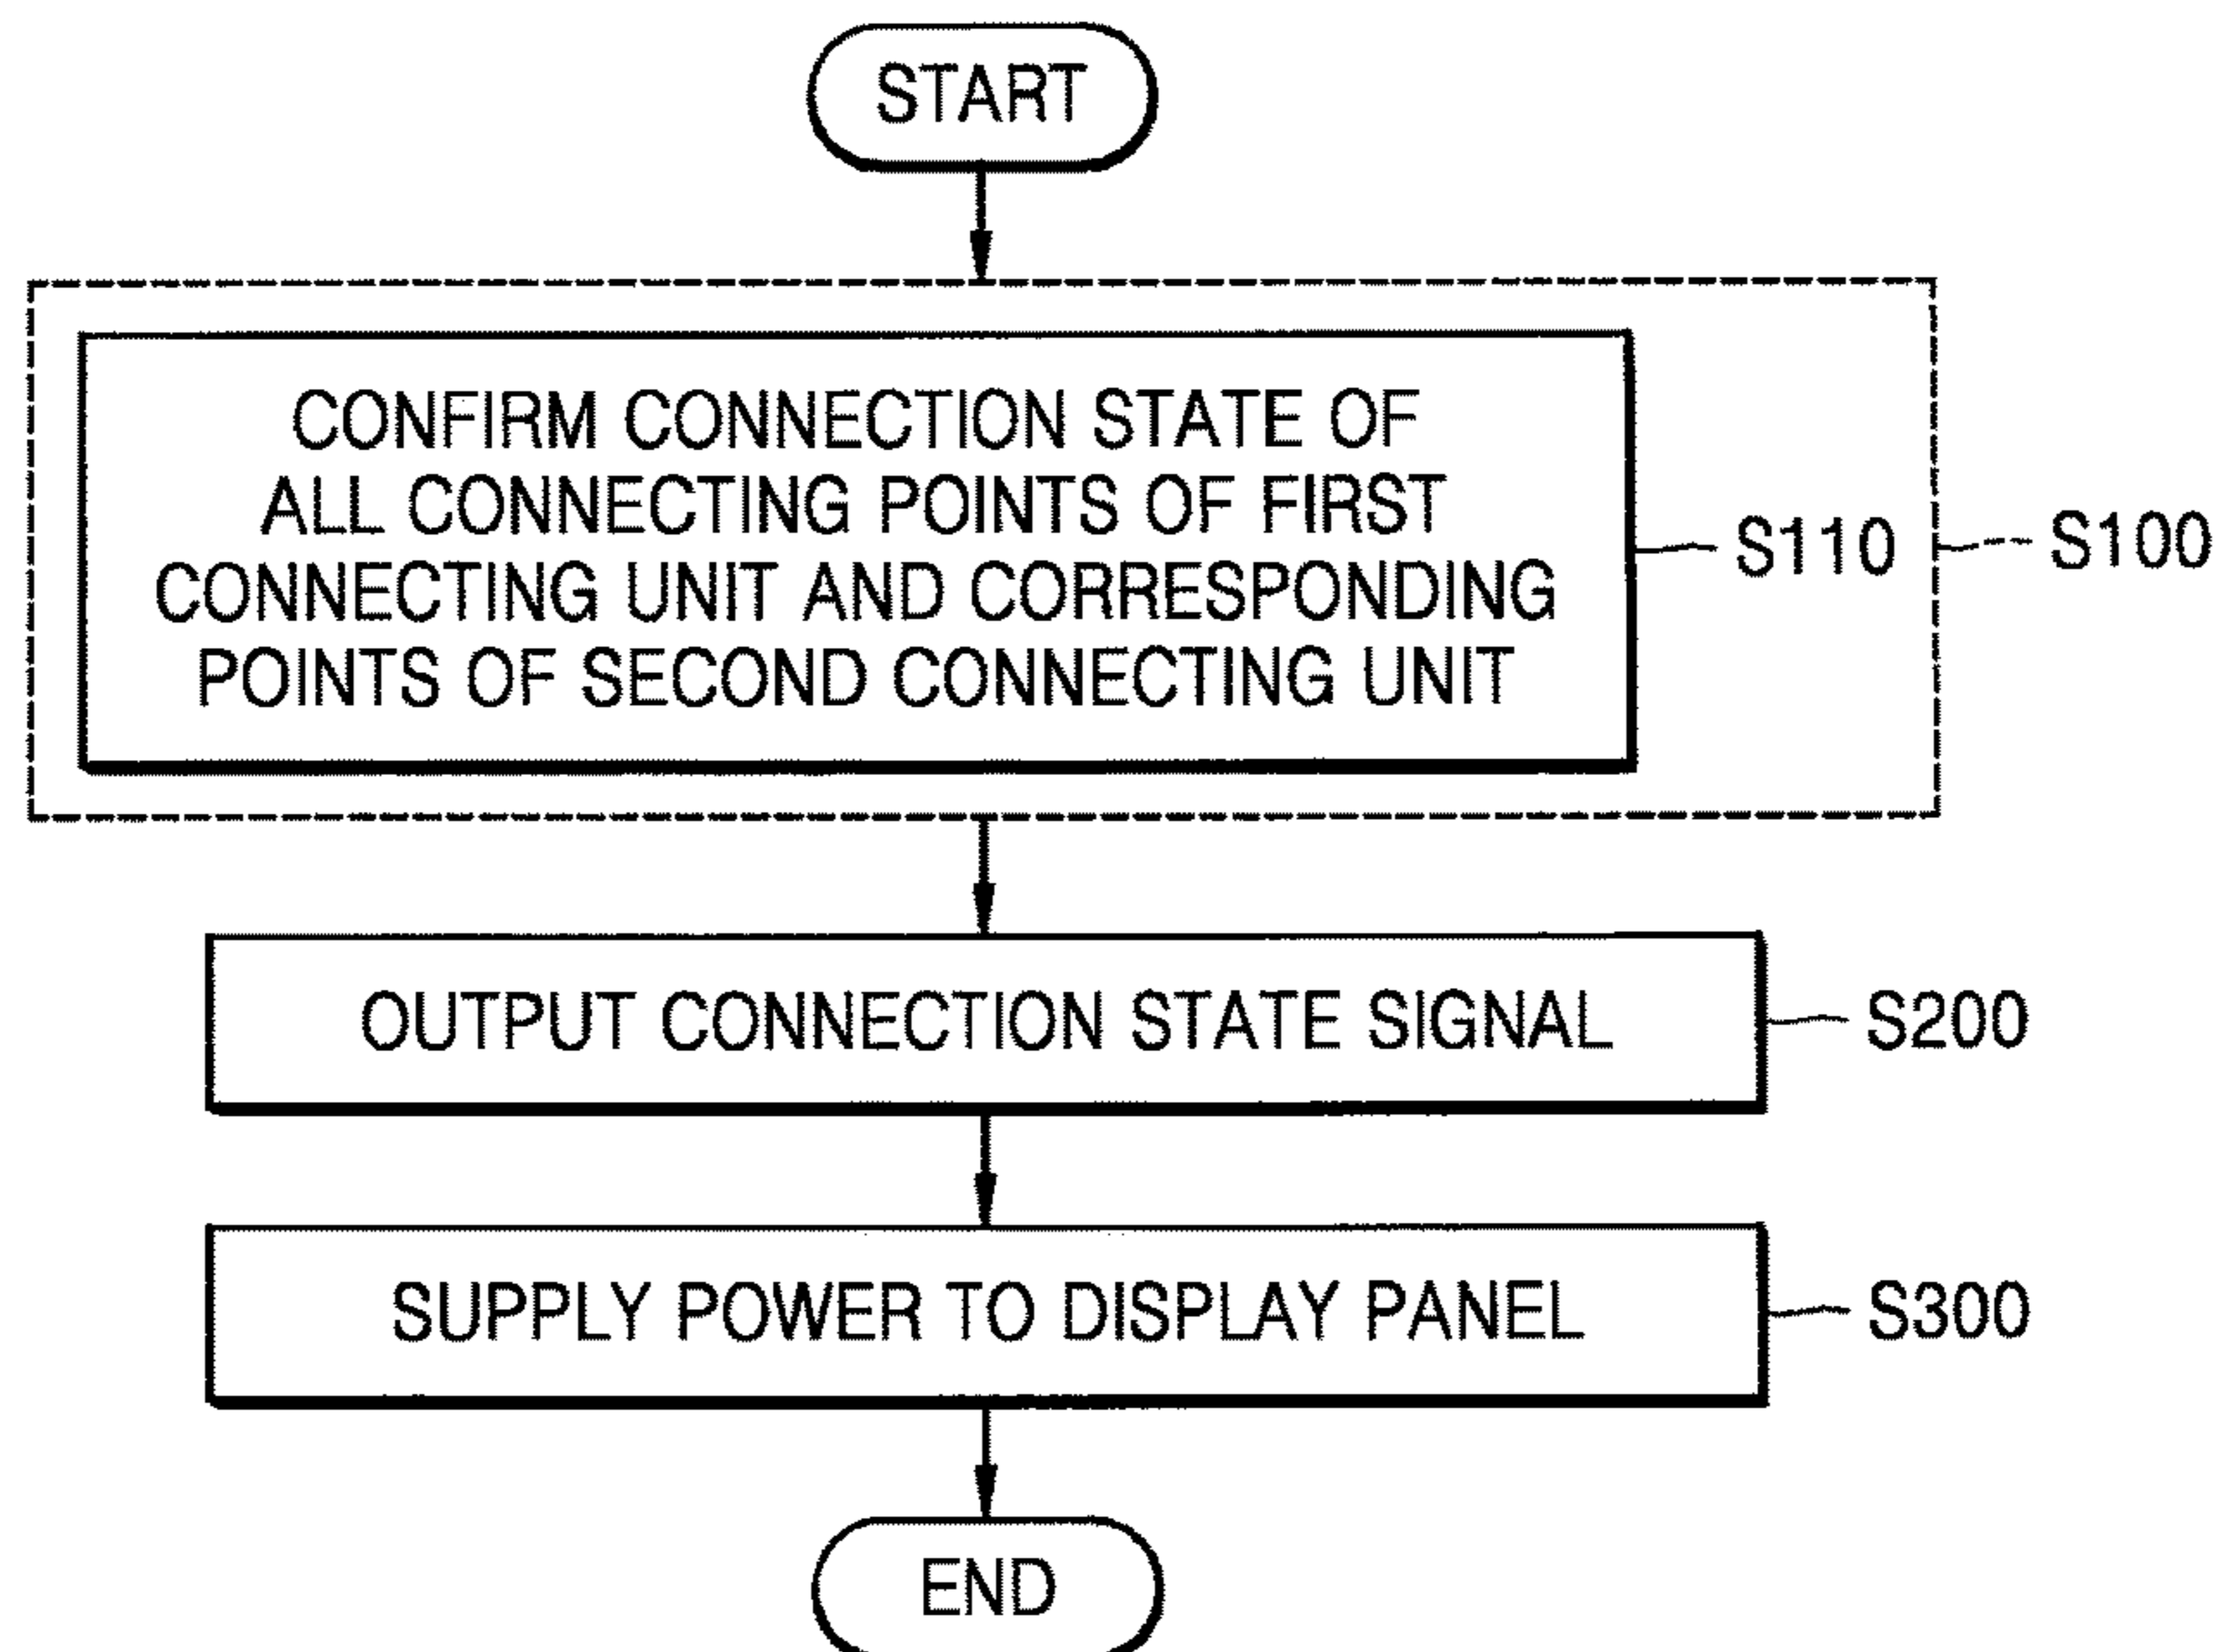 START
CONFIRM CONNECTION STATE OF
ALL CONNECTING POINTS OF FIRST
CONNECTING UNIT AND CORRESPONDING
POINTS OF SECOND CONNECTING UNIT
S110
S100
OUTPUT CONNECTION STATE SIGNAL
S200
SUPPLY POWER TO DISPLAY PANEL
S300
END